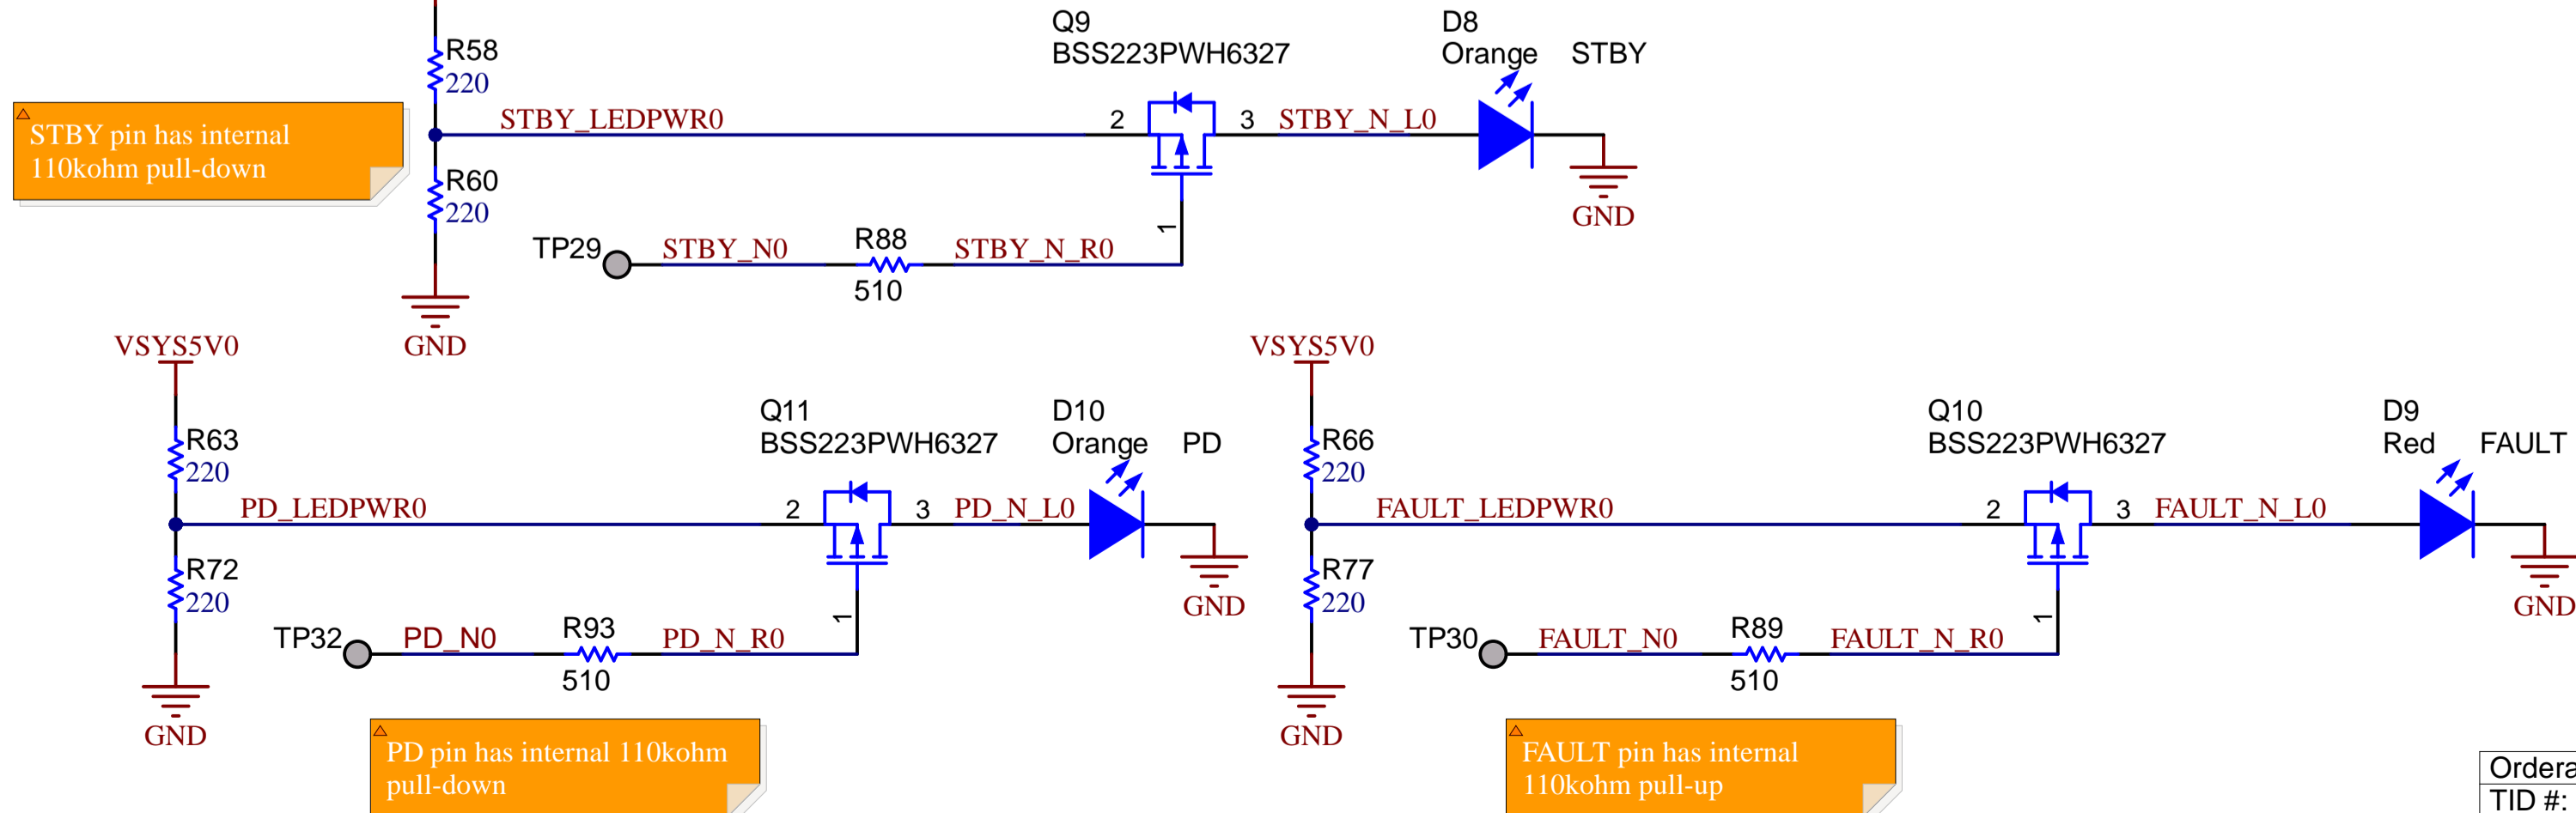 Q9
BSS223PWH6327
D8
Orange STBY
R58
220
STBY pin has internal
110kohm pull-down
STBY_LEDPWR0
2
3
STBY_N_L0
R60
220
GND
TP29
STBY_N0
R88
510
STBY_N_R0
1
GND
VSYS5V0
R63
220
Q11
BSS223PWH6327
D10
Orange PD
PD_LEDPWR0
2
3
PD_N_L0
R72
220
GND
TP32
PD_N0
R93
510
PD_N_R0
1
GND
PD pin has internal 110kohm
pull-down
VSYS5V0
R66
220
Q10
BSS223PWH6327
D9
Red FAULT
FAULT_LEDPWR0
2
3
FAULT_N_L0
R77
220
GND
TP30
FAULT_N0
R89
510
FAULT_N_R0
1
GND
FAULT pin has internal
110kohm pull-up
TID #: